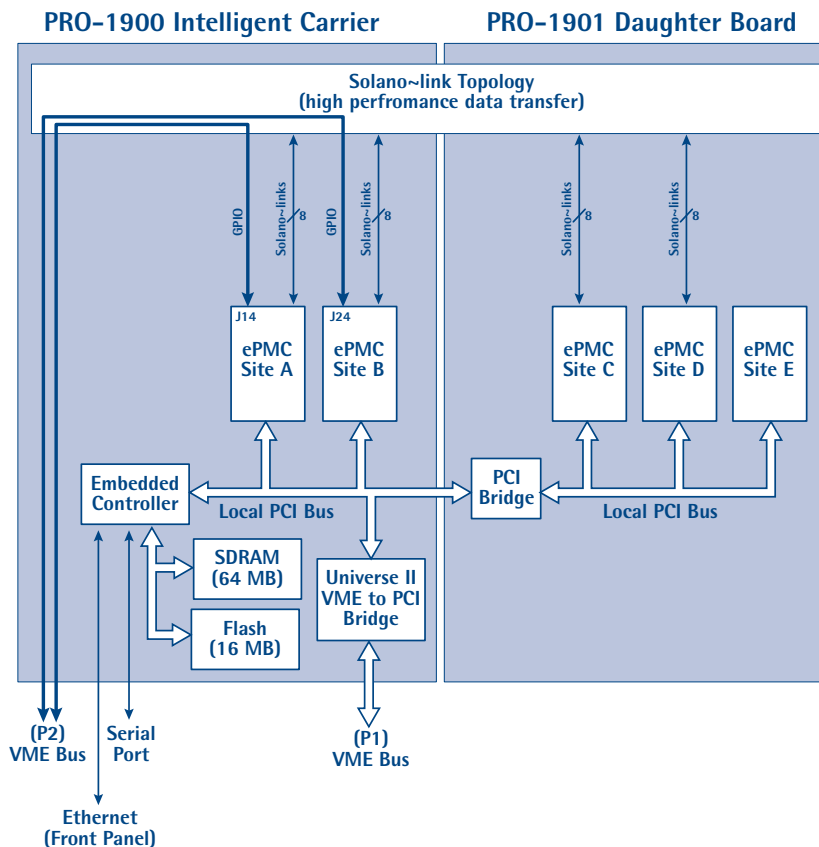 PRO-1900 Intelligent Carrier
PRO-1901 Daughter Board
Solano~link Topology
(high perfromance data transfer)
GPIO
Solano~links
8
GPIO
Solano~links
8
Solano~links
8
Solano~links
8
J14
ePMC
Site A
J24
ePMC
Site B
ePMC
Site C
ePMC
Site D
ePMC
Site E
Embedded
Controller
Local PCI Bus
PCI
Bridge
Local PCI Bus
SDRAM
(64 MB)
Flash
(16 MB)
Universe II
VME to PCI
Bridge
(P2)
VME Bus
Serial
Port
(P1)
VME Bus
Ethernet
(Front Panel)